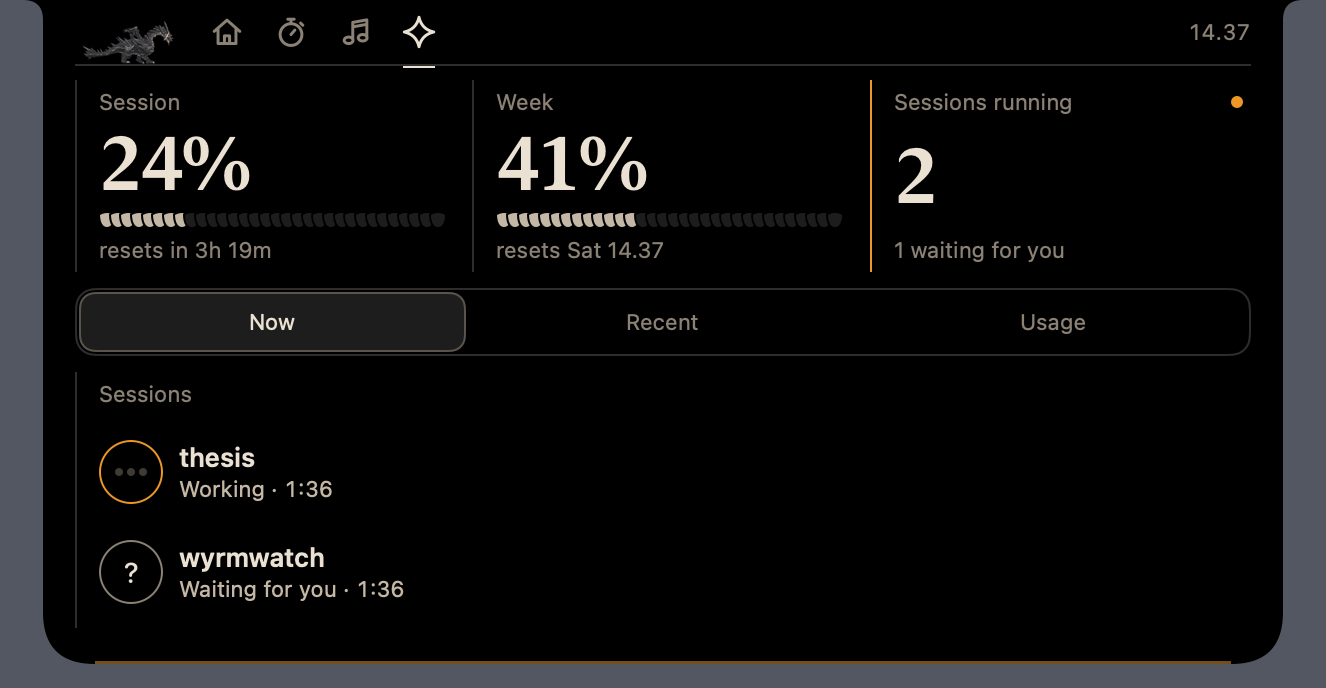 14.37
Session
24%
resets in 3h 19m
Week
41%
resets Sat 14.37
Sessions running
2
1 waiting for you
Now
Recent
Usage
Sessions
thesis
Working · 1:36
?
wyrmwatch
Waiting for you · 1:36